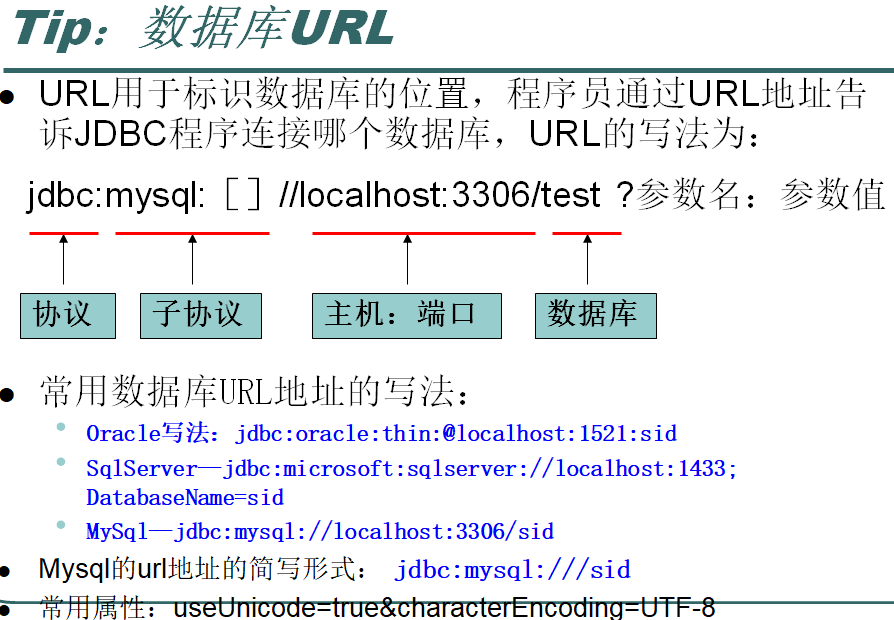 Tip：数据库URL
URL用于标识数据库的位置，程序员通过URL地址告
诉JDBC程序连接哪个数据库，URL的写法为：
jdbc:mysql:［］//localhost:3306/test ?参数名：参数值
协议 子协议 主机：端口 数据库
常用数据库URL地址的写法：
Oracle写法：jdbc:oracle:thin:@localhost:1521:sid
SqlServer—jdbc:microsoft:sqlserver://localhost:1433;
DatabaseName=sid
MySql—jdbc:mysql://localhost:3306/sid
Mysql的url地址的简写形式： jdbc:mysql:///sid
常用属性：useUnicode=true&characterEncoding=UTF-8